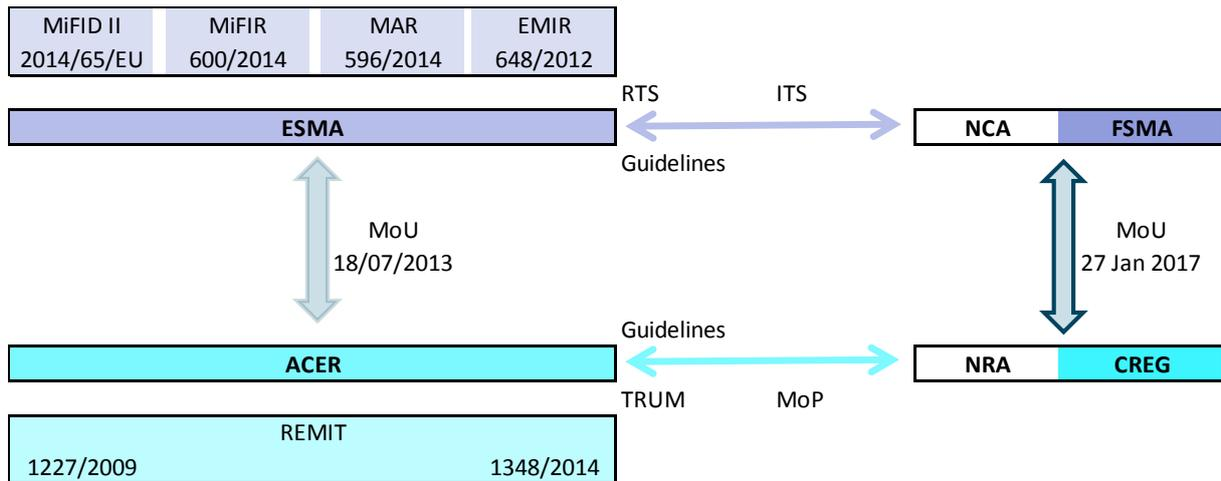 MiFID II MiFIR MAR EMIR
2014/65/EU 600/2014 596/2014 648/2012
RTS ITS
ESMA NCA FSMA
Guidelines
MoU MoU
18/07/2013 27 Jan 2017
Guidelines
ACER NRA CREG
TRUM MoP
REMIT
1227/2009 1348/2014